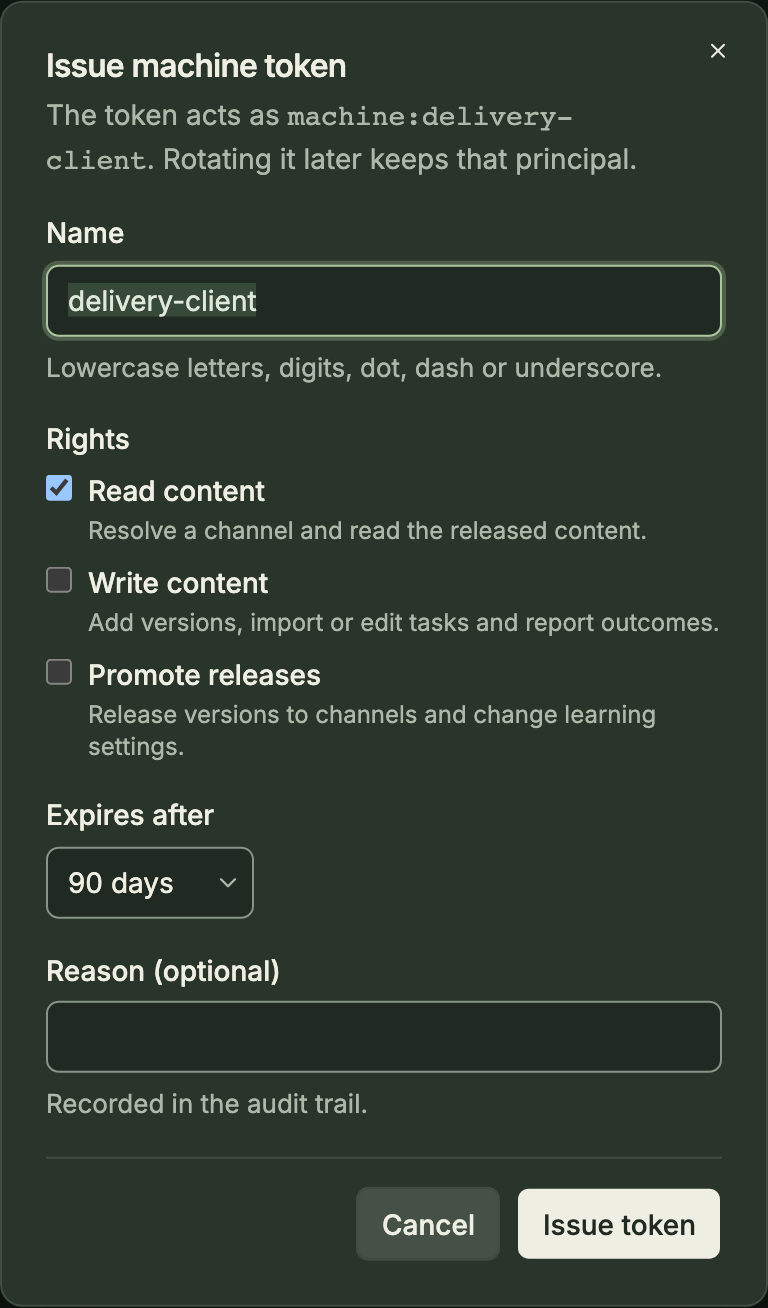 Issue machine token
The token acts as machine:delivery-
client. Rotating it later keeps that principal.
Name
delivery-client
Lowercase letters, digits, dot, dash or underscore.
Rights
Read content
Resolve a channel and read the released content.
Write content
Add versions, import or edit tasks and report outcomes.
Promote releases
Release versions to channels and change learning
settings.
Expires after
90 days
Reason (optional)
Recorded in the audit trail.
Cancel
Issue token